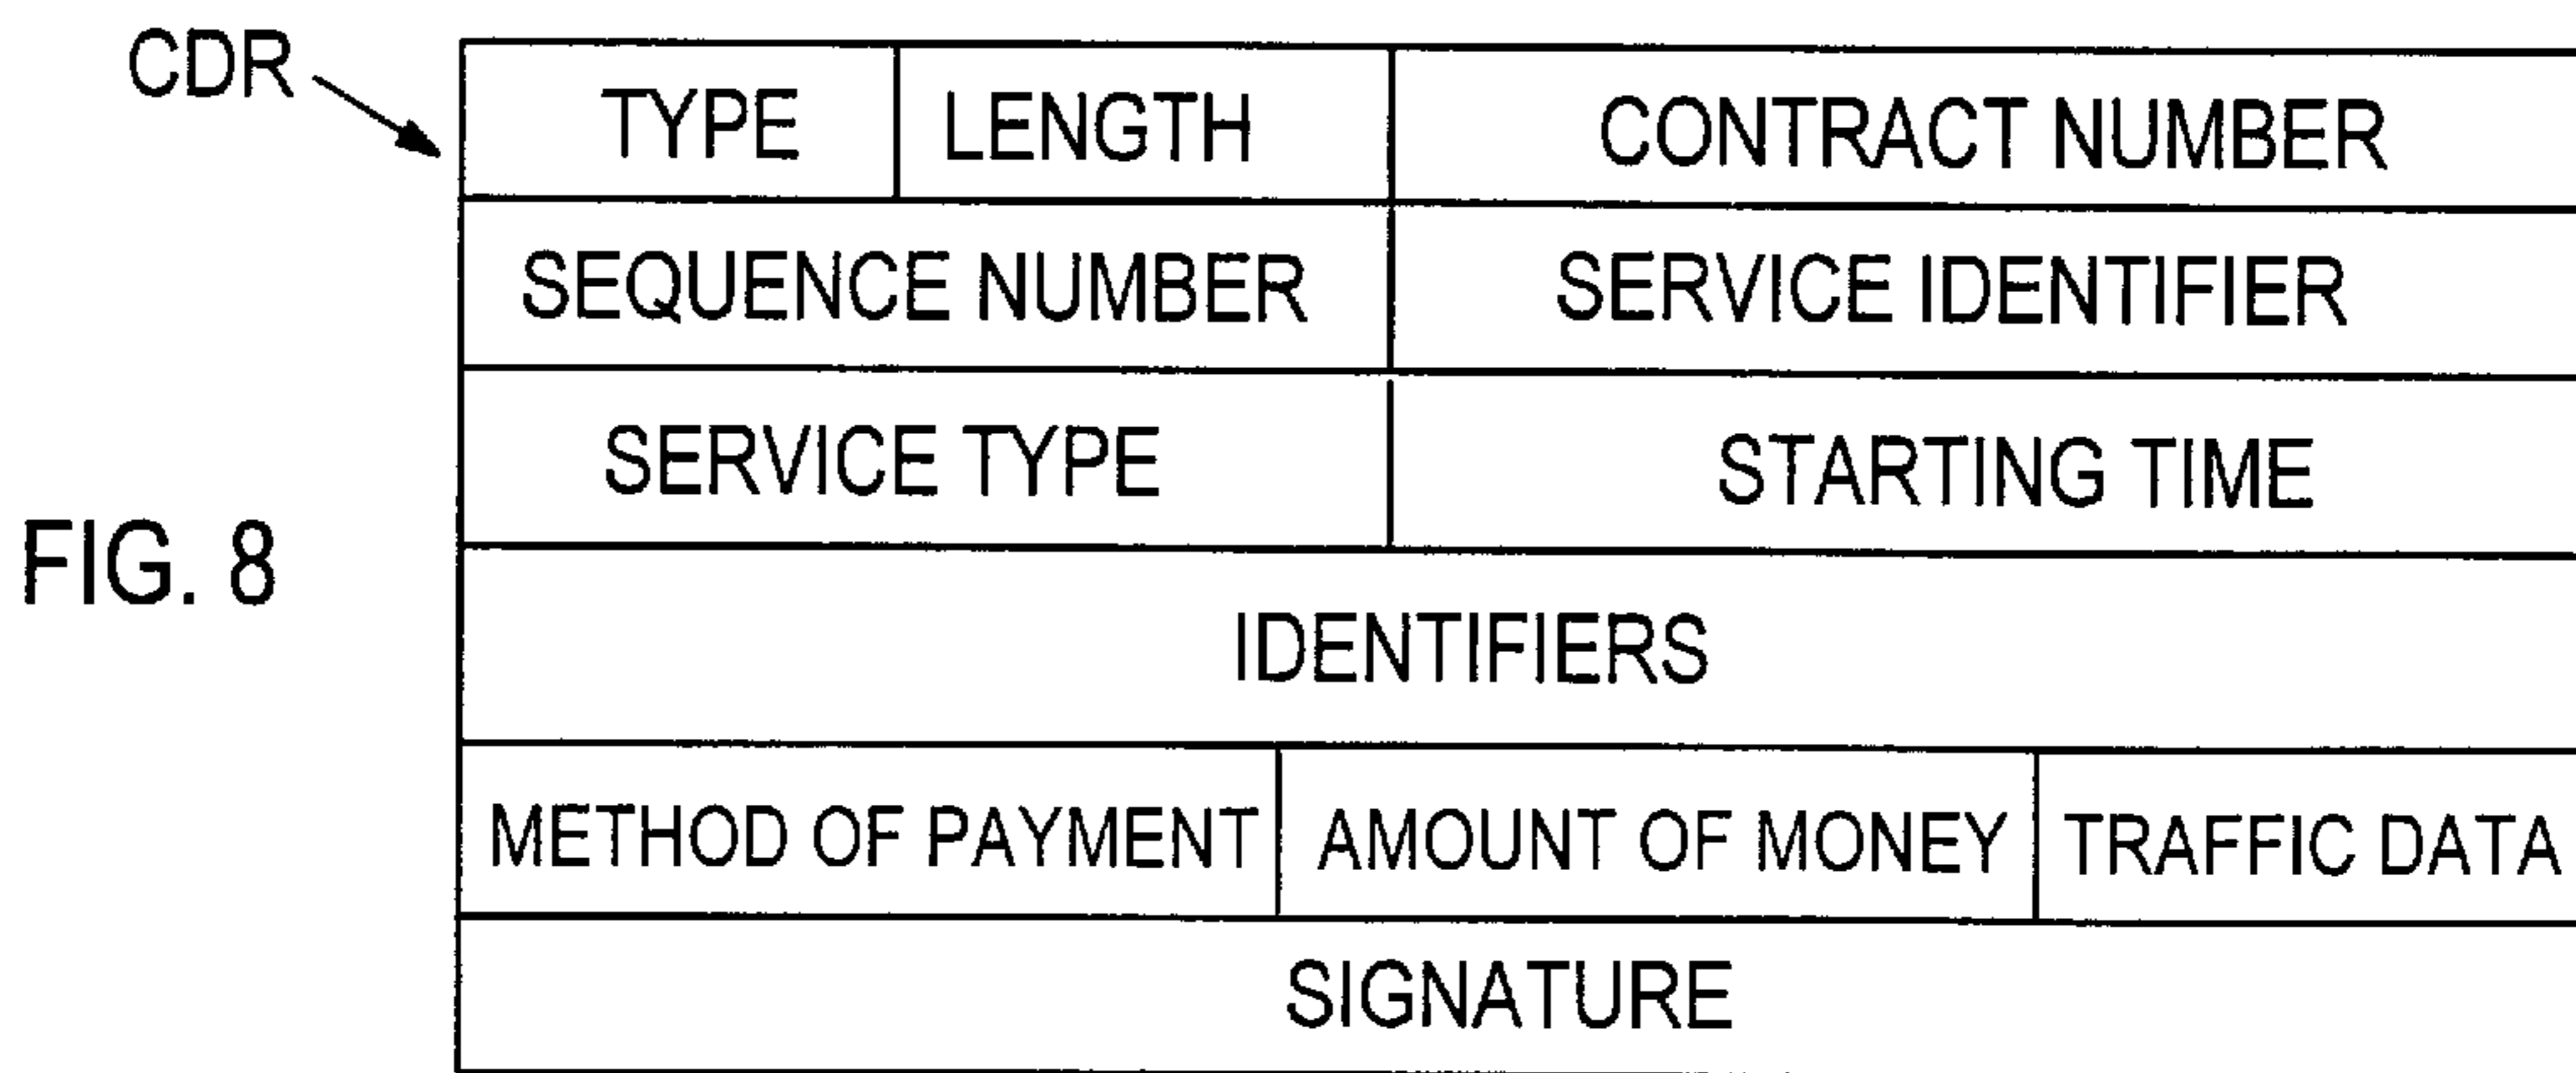 CDR
TYPE LENGTH CONTRACT NUMBER
SEQUENCE NUMBER SERVICE IDENTIFIER
SERVICE TYPE STARTING TIME
FIG. 8
IDENTIFIERS
METHOD OF PAYMENT AMOUNT OF MONEY TRAFFIC DATA
SIGNATURE